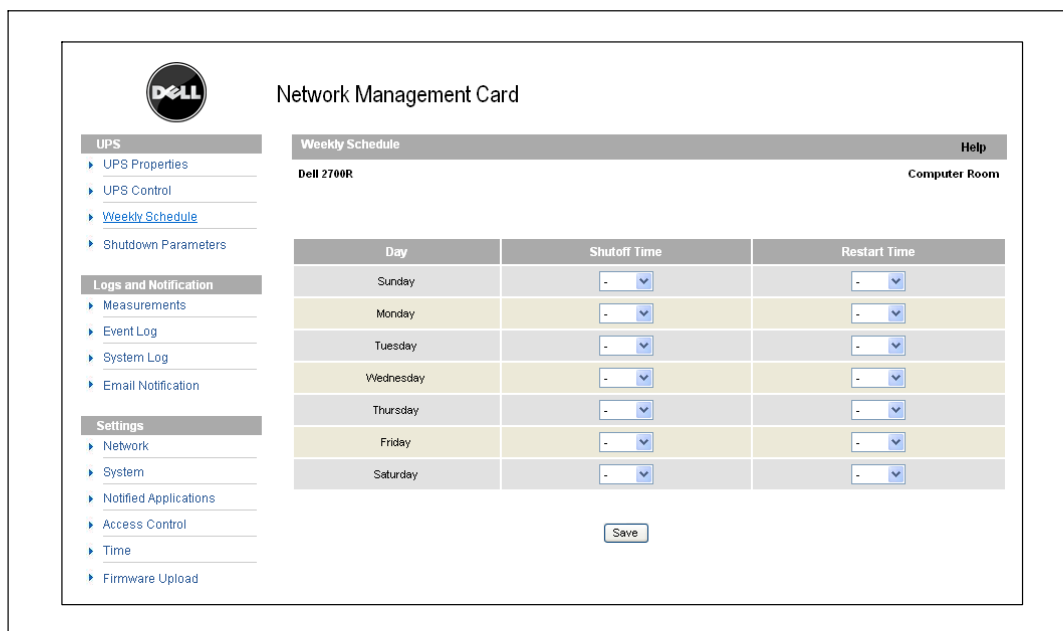 DELL
Network Management Card
UPS
UPS Properties
UPS Control
Weekly Schedule
Shutdown Parameters
Logs and Notification
Measurements
Event Log
System Log
Email Notification
Settings
Network
System
Notified Applications
Access Control
Time
Firmware Upload
Weekly Schedule Help
Dell 2700R Computer Room
Day Shutoff Time Restart Time
Sunday - -
Monday - -
Tuesday - -
Wednesday - -
Thursday - -
Friday - -
Saturday - -
Save